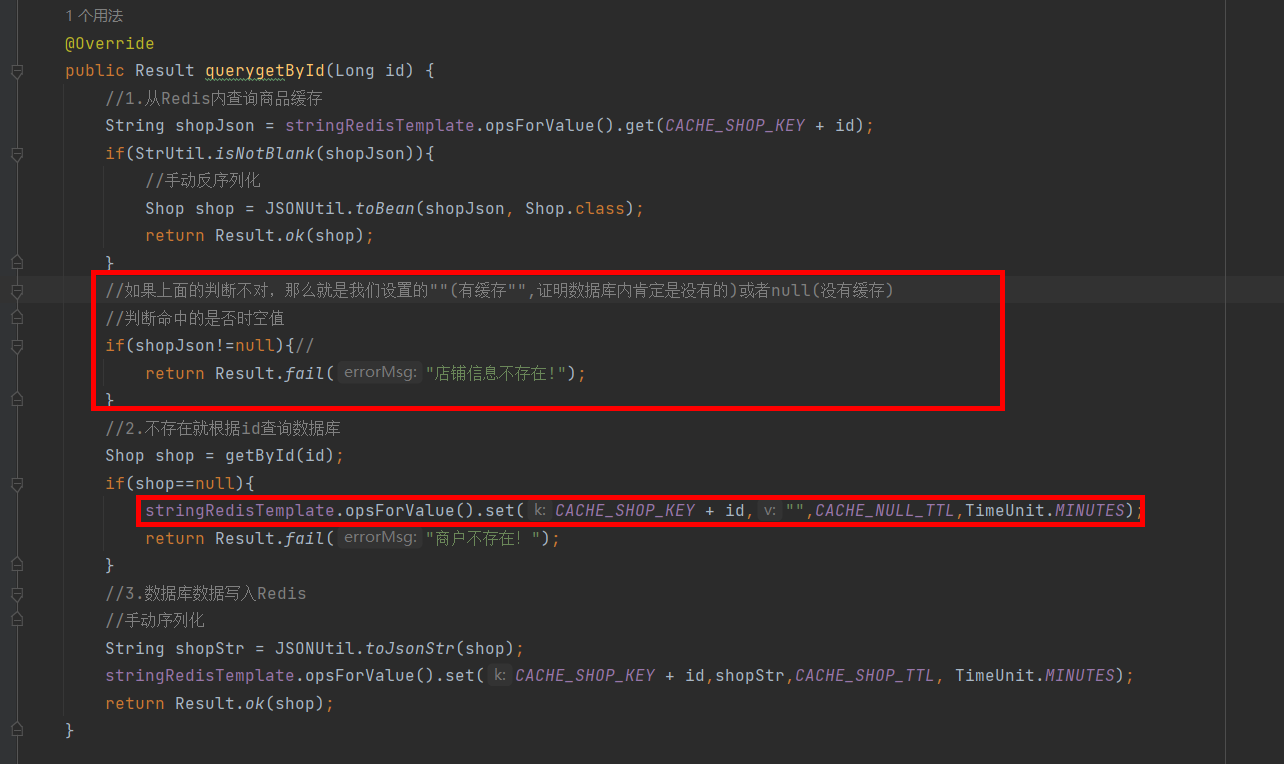 1 个用法
@Override
public Result querygetById(Long id) {
//1.从Redis内查询商品缓存
String shopJson = stringRedisTemplate.opsForValue().get(CACHE_SHOP_KEY + id);
if(StrUtil.isNotBlank(shopJson)){
//手动反序列化
Shop shop = JSONUtil.toBean(shopJson, Shop.class);
return Result.ok(shop);
}
//如果上面的判断不对，那么就是我们设置的""(有缓存"",证明数据库内肯定是没有的)或者null(没有缓存)
//判断命中的是否时空值
if(shopJson!=null){//
return Result.fail( errorMsg: "店铺信息不存在!");
}
//2.不存在就根据id查询数据库
Shop shop = getById(id);
if(shop==null){
stringRedisTemplate.opsForValue().set( k: CACHE_SHOP_KEY + id, v: "",CACHE_NULL_TTL,TimeUnit.MINUTES);
return Result.fail( errorMsg: "商户不存在！");
}
//3.数据库数据写入Redis
//手动序列化
String shopStr = JSONUtil.toJsonStr(shop);
stringRedisTemplate.opsForValue().set( k: CACHE_SHOP_KEY + id,shopStr,CACHE_SHOP_TTL, TimeUnit.MINUTES);
return Result.ok(shop);
}